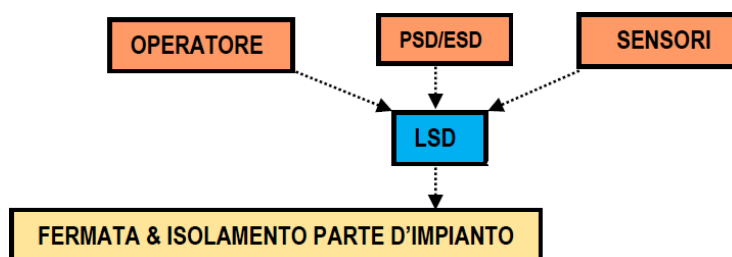 OPERATORE
PSD/ESD
SENSORI
LSD
FERMATA & ISOLAMENTO PARTE D'IMPIANTO